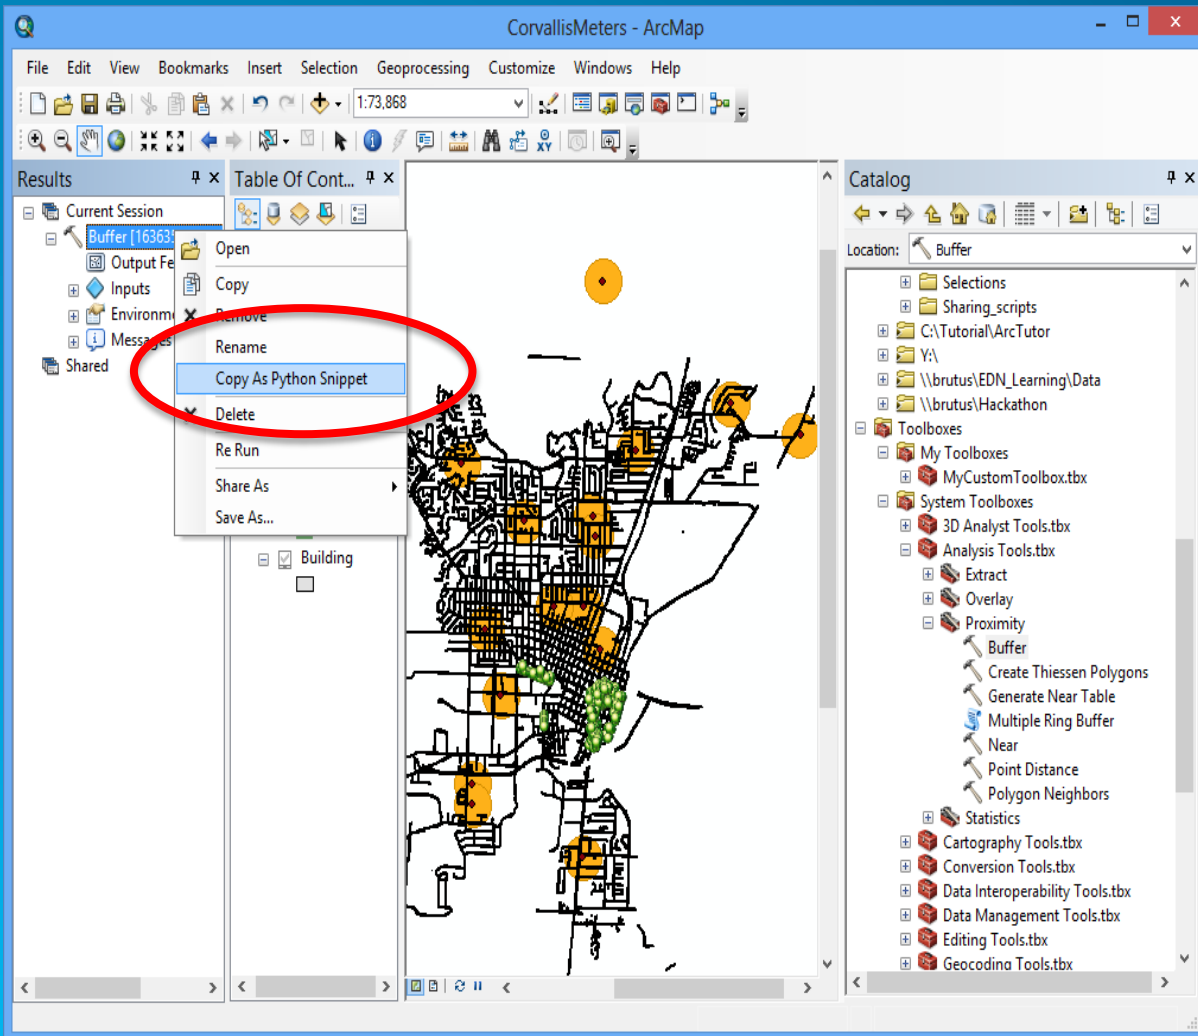 CorvallisMeters - ArcMap
File Edit View Bookmarks Insert Selection Geoprocessing Customize Windows Help
1:73,868
Results
Current Session
Buffer [16363
Output Fe
Inputs
Environme
Messages
Shared
Table Of Cont...
Open
Copy
Remove
Rename
Copy As Python Snippet
Delete
Re Run
Share As
Save As...
Building
Catalog
Location: Buffer
Selections
Sharing_scripts
C:\Tutorial\ArcTutor
Y:\
\\brutus\EDN_Learning\Data
\\brutus\Hackathon
Toolboxes
My Toolboxes
MyCustomToolbox.tbx
System Toolboxes
3D Analyst Tools.tbx
Analysis Tools.tbx
Extract
Overlay
Proximity
Buffer
Create Thiessen Polygons
Generate Near Table
Multiple Ring Buffer
Near
Point Distance
Polygon Neighbors
Statistics
Cartography Tools.tbx
Conversion Tools.tbx
Data Interoperability Tools.tbx
Data Management Tools.tbx
Editing Tools.tbx
Geocoding Tools.tbx